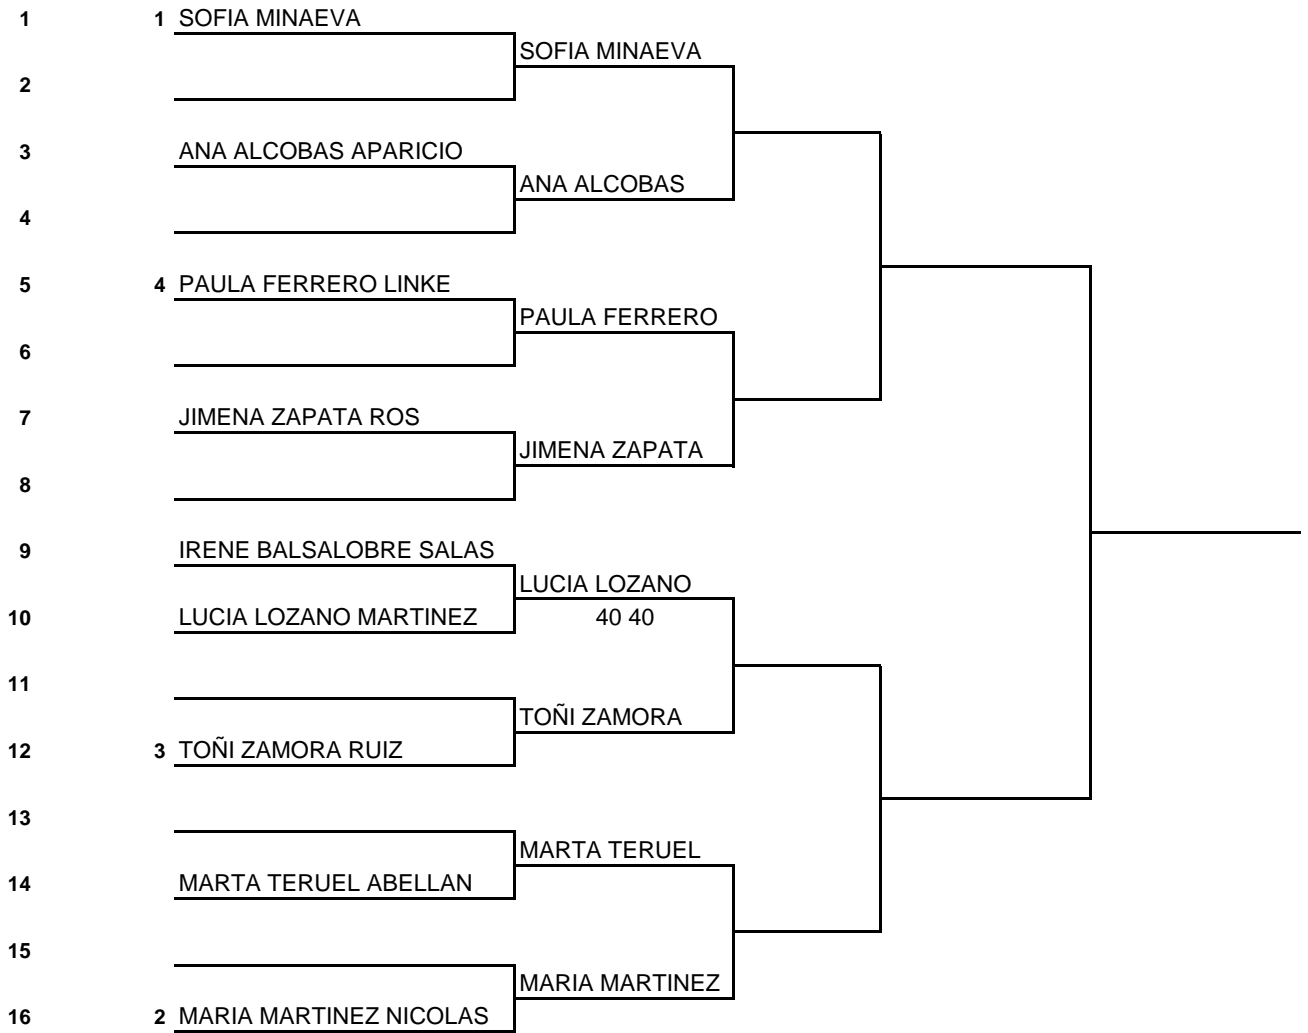 1 1 SOFIA MINAEVA
SOFIA MINAEVA
2
3 ANA ALCOBAS APARICIO
ANA ALCOBAS
4
5 4 PAULA FERRERO LINKE
PAULA FERRERO
6
7 JIMENA ZAPATA ROS
JIMENA ZAPATA
8
9 IRENE BALSALOBRE SALAS
LUCIA LOZANO
10 LUCIA LOZANO MARTINEZ 40 40
11
TOÑI ZAMORA
12 3 TOÑI ZAMORA RUIZ
13
MARTA TERUEL
14 MARTA TERUEL ABELLAN
15
MARIA MARTINEZ
16 2 MARIA MARTINEZ NICOLAS